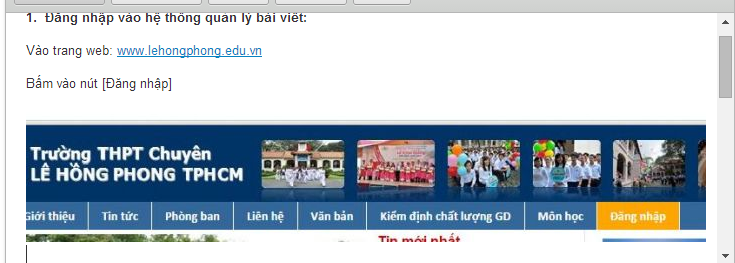 1. Đăng nhập vào hệ thống quản lý bài viết:
Vào trang web: www.lehongphong.edu.vn
Bấm vào nút [Đăng nhập]
Trường THPT Chuyên
LÊ HỒNG PHONG TPHCM
Giới thiệu Tin tức Phòng ban Liên hệ Văn bản Kiểm định chất lượng GD Môn học Đăng nhập
Tin mới nhất